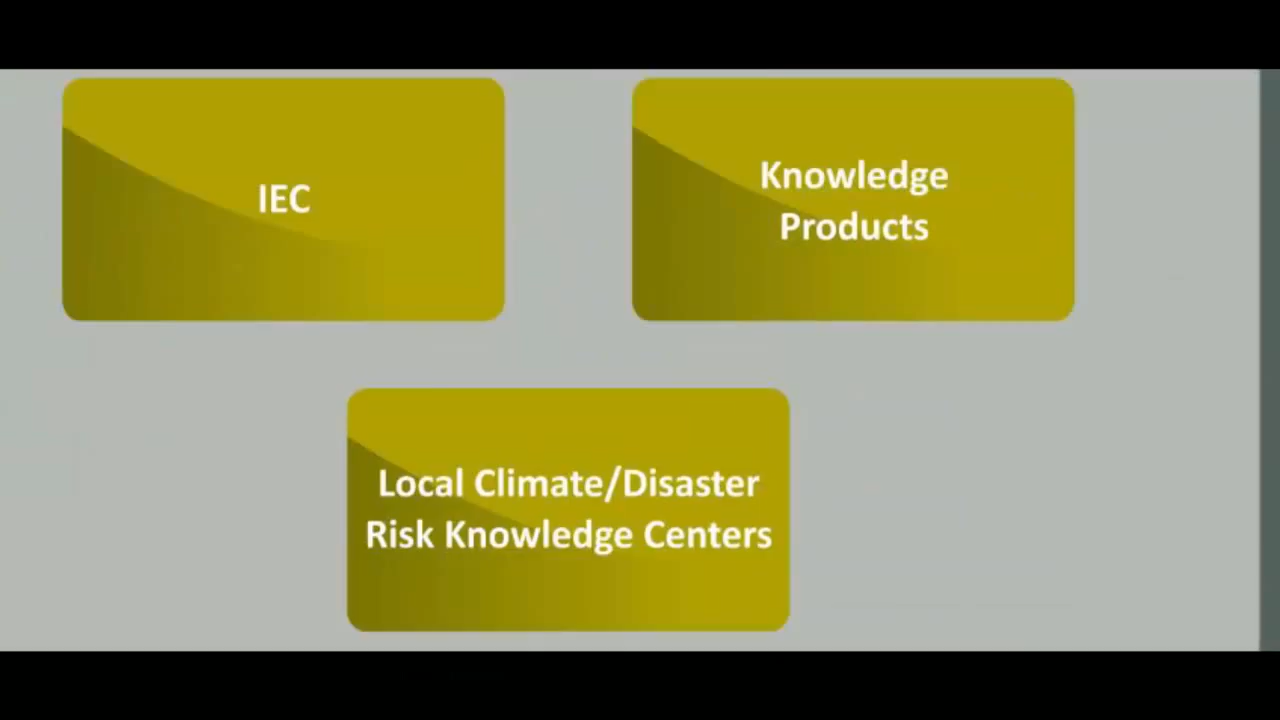 IEC
Knowledge
Products
Local Climate/Disaster
Risk Knowledge Centers